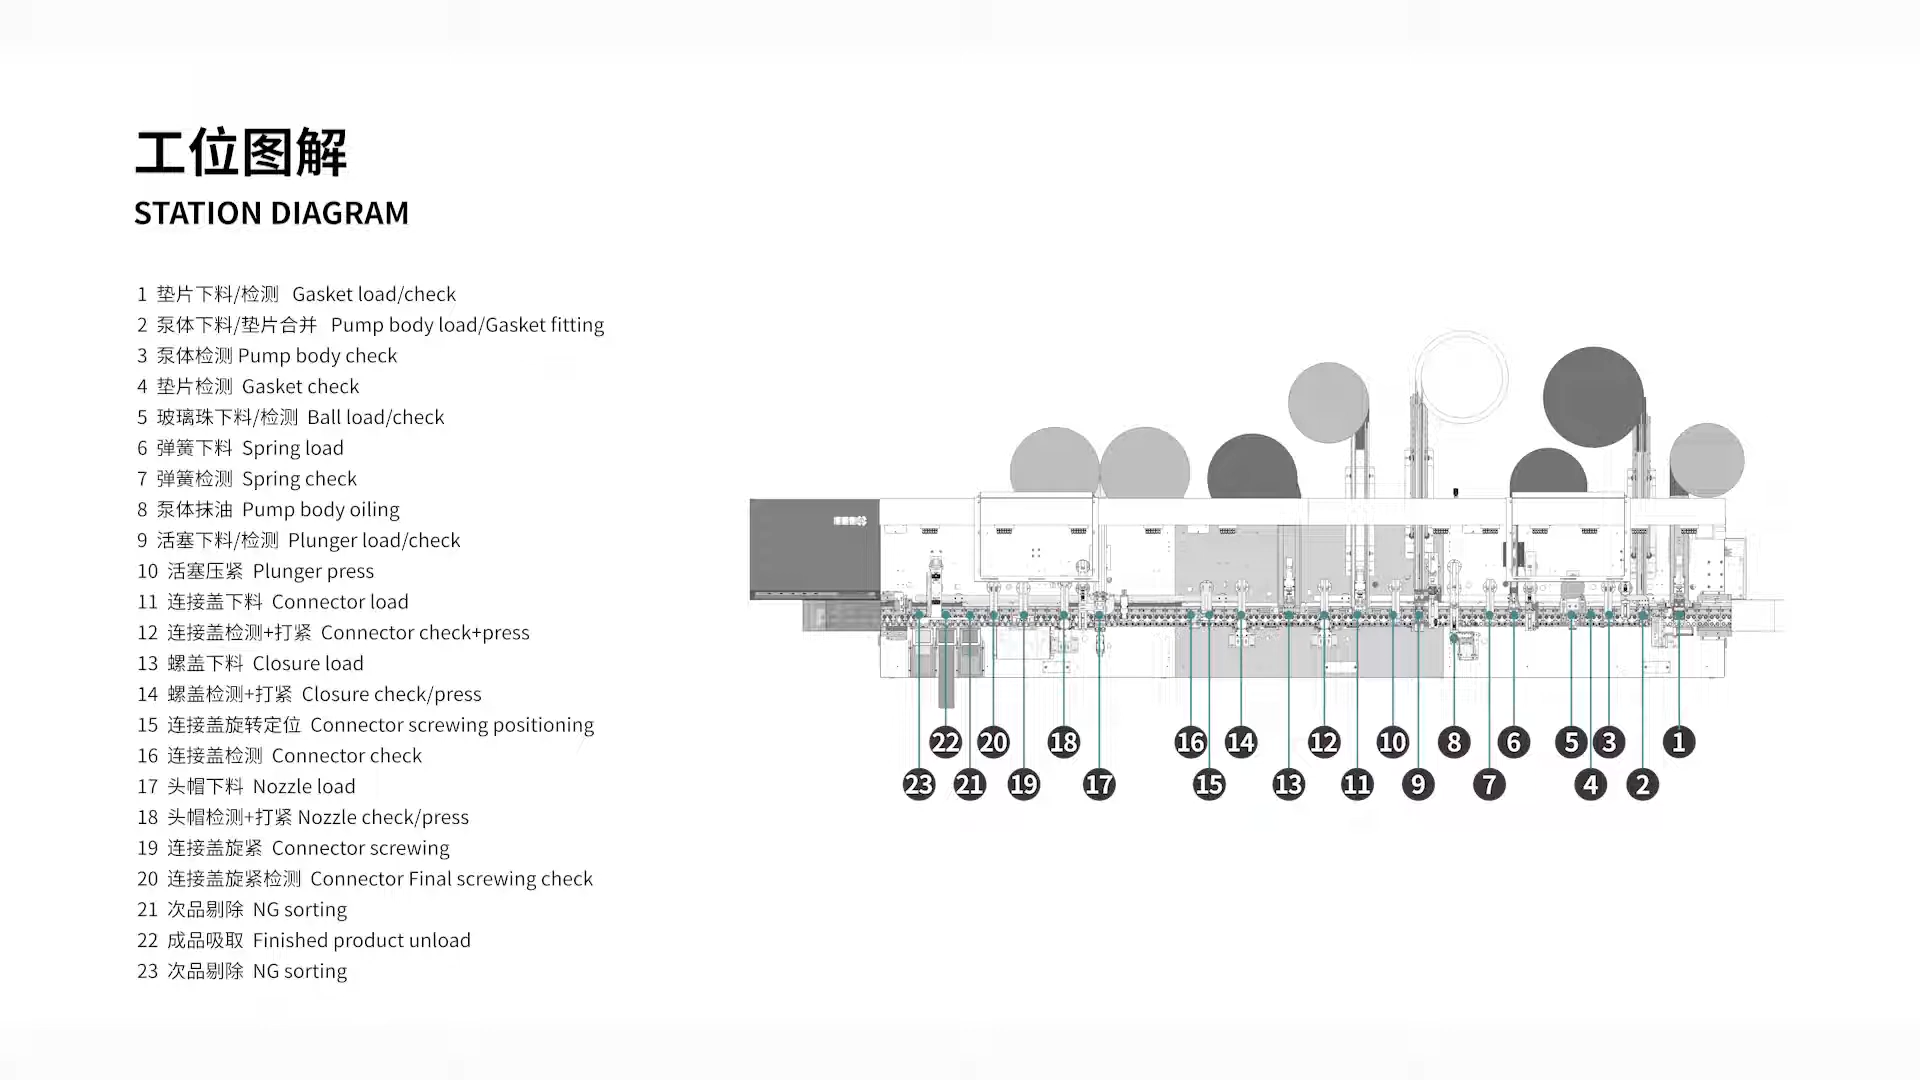 工位图解
STATION DIAGRAM
1 垫片下料/检测 Gasket load/check
2 泵体下料/垫片合并 Pump body load/Gasket fitting
3 泵体检测 Pump body check
4 垫片检测 Gasket check
5 玻璃珠下料/检测 Ball load/check
6 弹簧下料 Spring load
7 弹簧检测 Spring check
8 泵体抹油 Pump body oiling
9 活塞下料/检测 Plunger load/check
10 活塞压紧 Plunger press
11 连接盖下料 Connector load
12 连接盖检测+打紧 Connector check+press
13 螺盖下料 Closure load
14 螺盖检测+打紧 Closure check/press
15 连接盖旋转定位 Connector screwing positioning
16 连接盖检测 Connector check
17 头帽下料 Nozzle load
18 头帽检测+打紧 Nozzle check/press
19 连接盖旋紧 Connector screwing
20 连接盖旋紧检测 Connector Final screwing check
21 次品剔除 NG sorting
22 成品吸取 Finished product unload
23 次品剔除 NG sorting
22 20 18 16 14 12 10 8 6 5 3 1
23 21 19 17 15 13 11 9 7 4 2